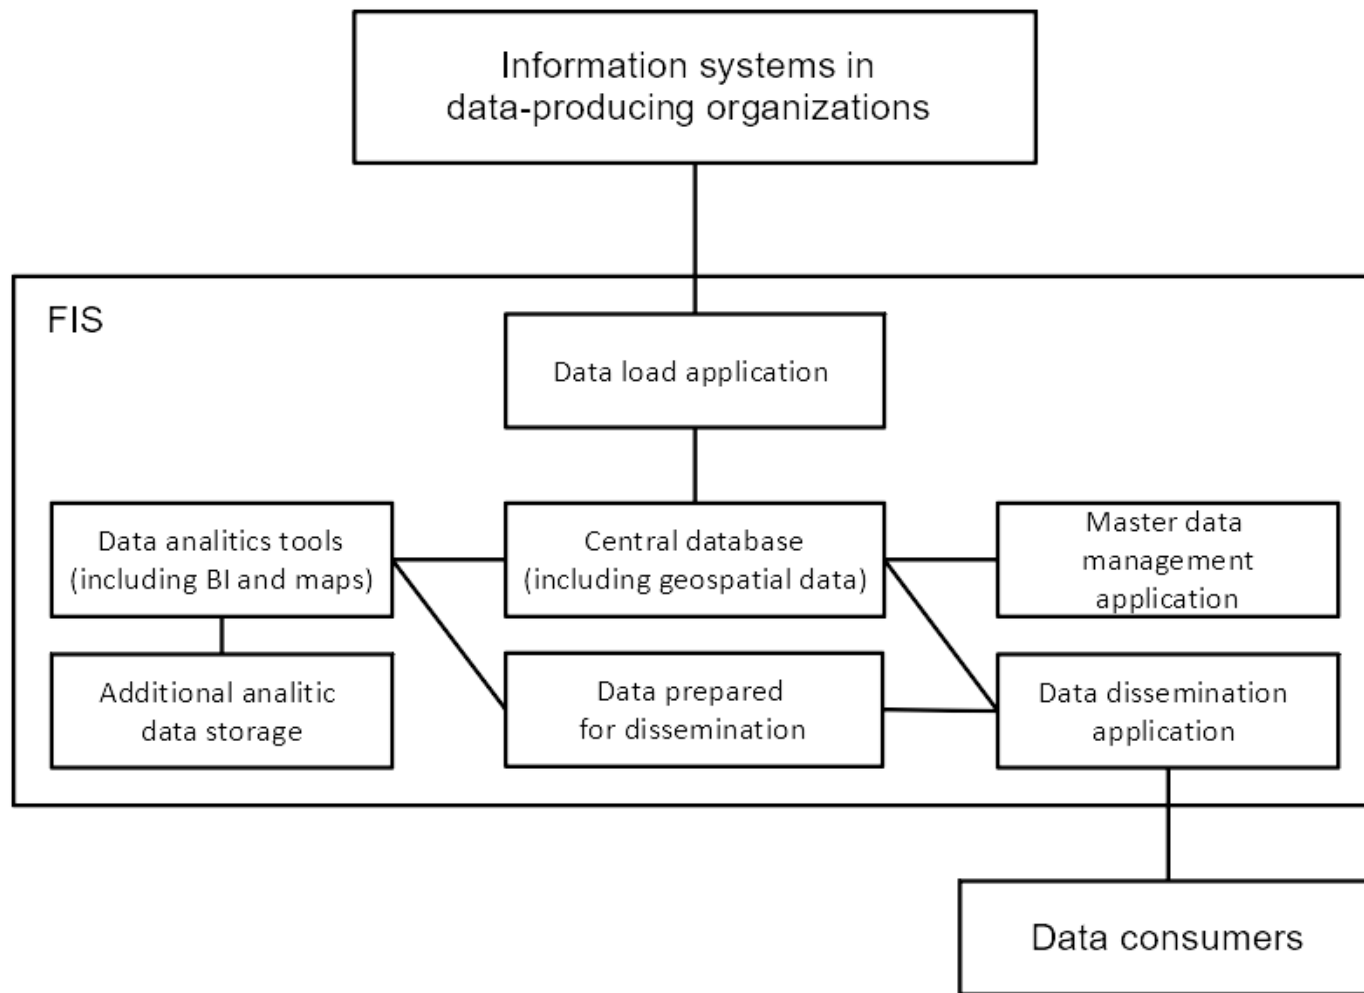 Information systems in
data-producing organizations
FIS
Data load application
Data analitics tools
(including BI and maps)
Central database
(including geospatial data)
Master data
management
application
Additional analitic
data storage
Data prepared
for dissemination
Data dissemination
application
Data consumers